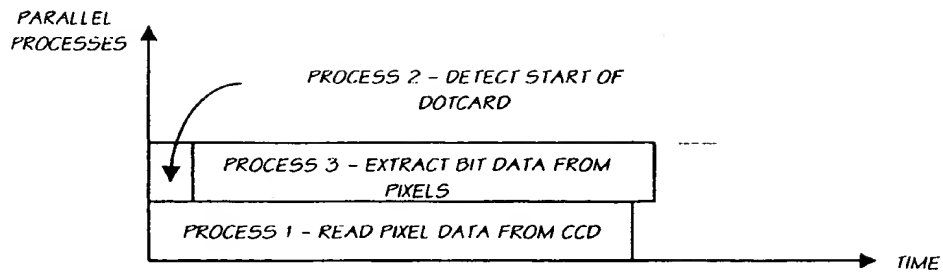 PARALLEL
PROCESSES
PROCESS 2 - DETECT START OF
DOTCARD
PROCESS 3 - EXTRACT BIT DATA FROM
PIXELS
PROCESS 1 - READ PIXEL DATA FROM CCD
TIME